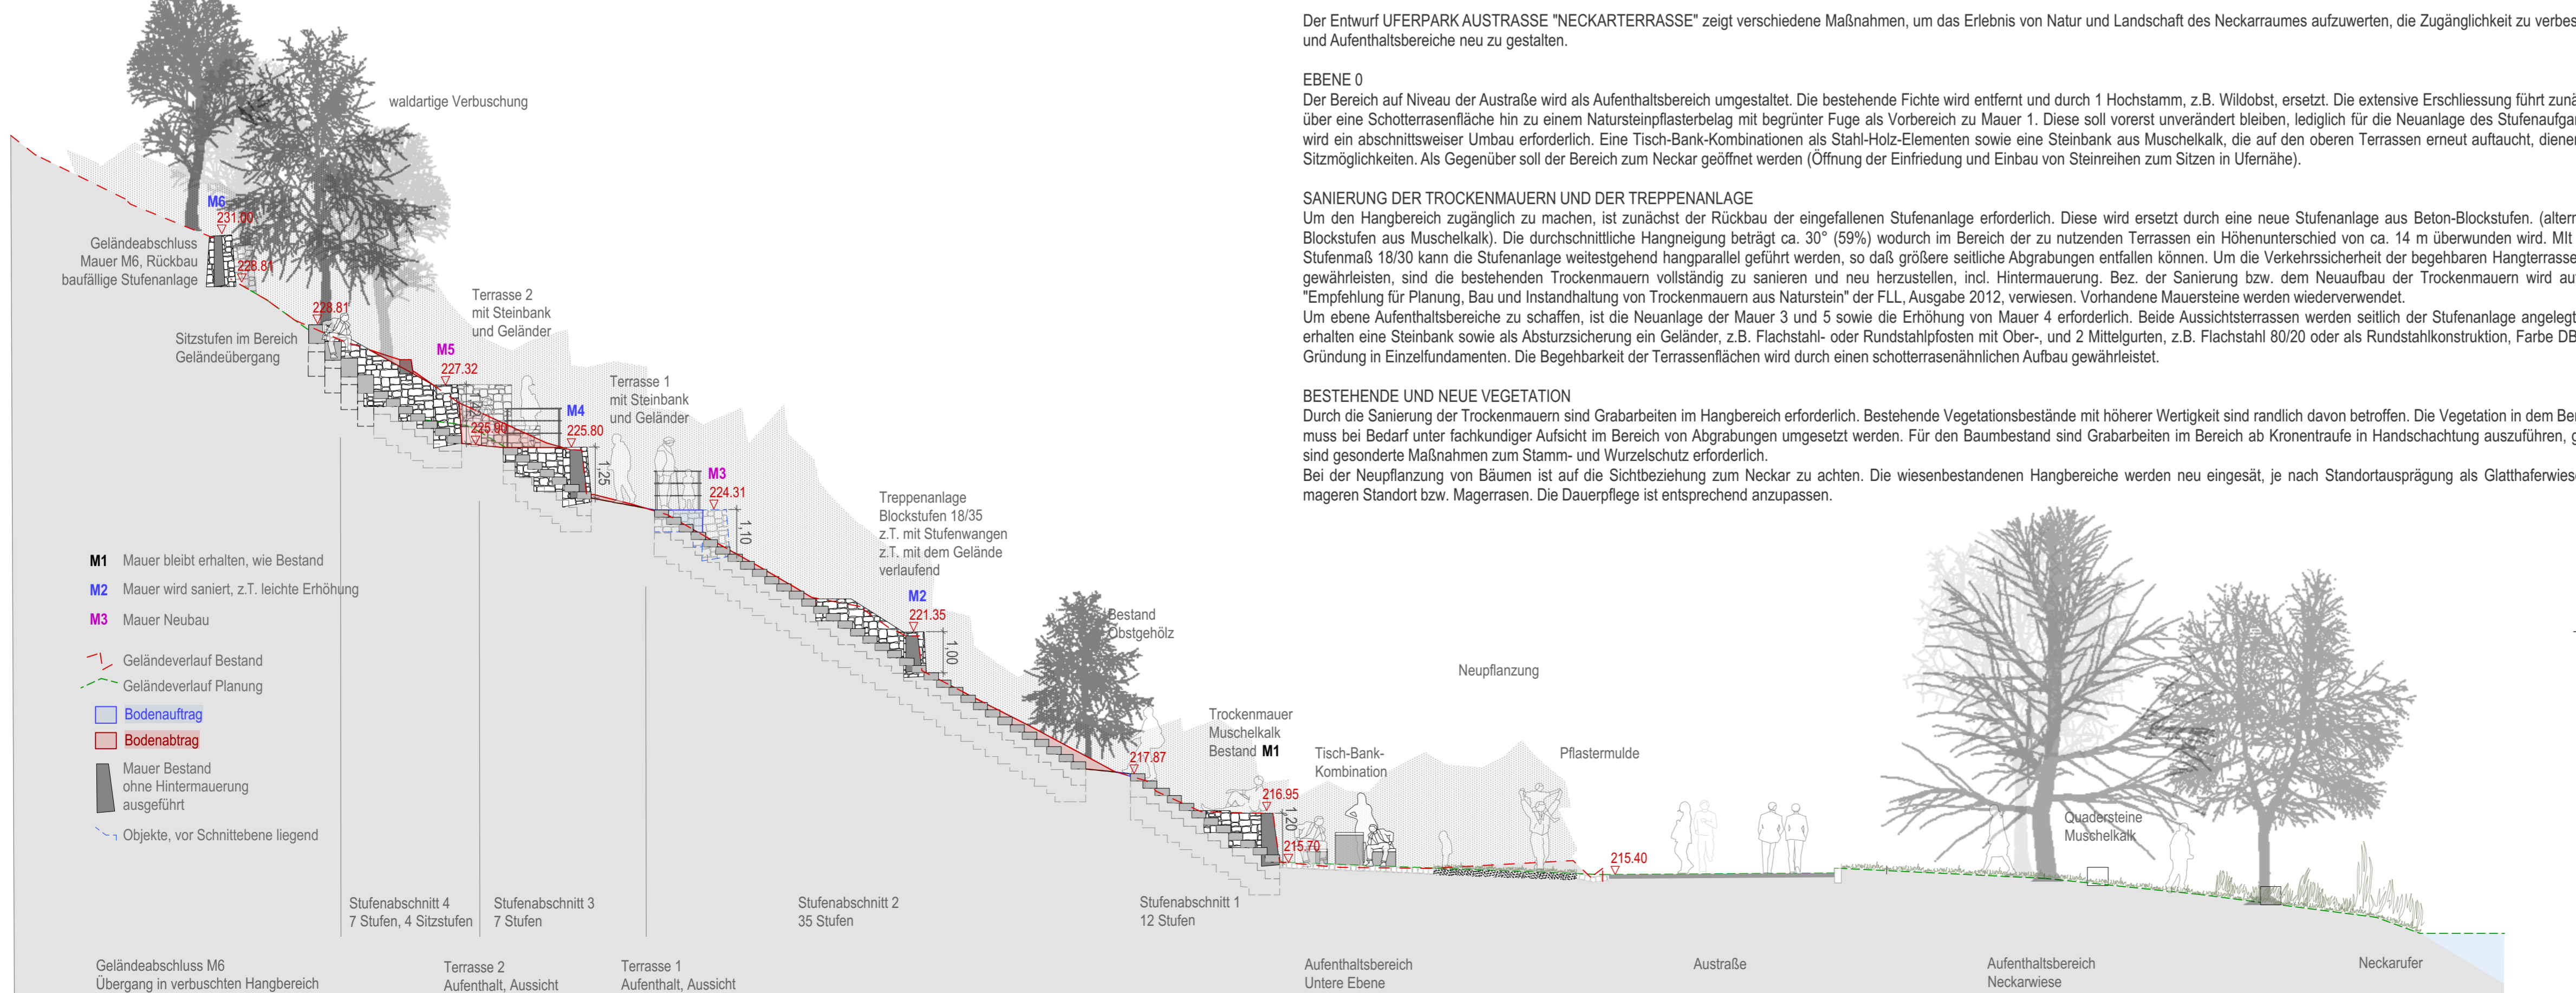 Der Entwurf UFERPARK AUSTRASSE "NECKARTERRASSE" zeigt verschiedene Maßnahmen, um das Erlebnis von Natur und Landschaft des Neckarraumes aufzuwerten, die Zugänglichkeit zu verbes
und Aufenthaltsbereiche neu zu gestalten.
EBENE 0
Der Bereich auf Niveau der Austraße wird als Aufenthaltsbereich umgestaltet. Die bestehende Fichte wird entfernt und durch 1 Hochstamm, z.B. Wildobst, ersetzt. Die extensive Erschliessung führt zunä
über eine Schotterrasenfläche hin zu einem Natursteinpflasterbelag mit begrünter Fuge als Vorbereich zu Mauer 1. Diese soll vorerst unverändert bleiben, lediglich für die Neuanlage des Stufenaufgar
wird ein abschnittsweiser Umbau erforderlich. Eine Tisch-Bank-Kombinationen als Stahl-Holz-Elementen sowie eine Steinbank aus Muschelkalk, die auf den oberen Terrassen erneut auftaucht, diener
Sitzmöglichkeiten. Als Gegenüber soll der Bereich zum Neckar geöffnet werden (Öffnung der Einfriedung und Einbau von Steinreihen zum Sitzen in Ufernähe).
SANIERUNG DER TROCKENMAUERN UND DER TREPPENANLAGE
Um den Hangbereich zugänglich zu machen, ist zunächst der Rückbau der eingefallenen Stufenanlage erforderlich. Diese wird ersetzt durch eine neue Stufenanlage aus Beton-Blockstufen. (altern
Blockstufen aus Muschelkalk). Die durchschnittliche Hangneigung beträgt ca. 30° (59%) wodurch im Bereich der zu nutzenden Terrassen ein Höhenunterschied von ca. 14 m überwunden wird. MIt
Stufenmaß 18/30 kann die Stufenanlage weitestgehend hangparallel geführt werden, so daß größere seitliche Abgrabungen entfallen können. Um die Verkehrssicherheit der begehbaren Hangterrasse
gewährleisten, sind die bestehenden Trockenmauern vollständig zu sanieren und neu herzustellen, incl. Hintermauerung. Bez. der Sanierung bzw. dem Neuaufbau der Trockenmauern wird au
"Empfehlung für Planung, Bau und Instandhaltung von Trockenmauern aus Naturstein" der FLL, Ausgabe 2012, verwiesen. Vorhandene Mauersteine werden wiederverwendet.
Um ebene Aufenthaltsbereiche zu schaffen, ist die Neuanlage der Mauer 3 und 5 sowie die Erhöhung von Mauer 4 erforderlich. Beide Aussichtsterrassen werden seitlich der Stufenanlage angelegt
erhalten eine Steinbank sowie als Absturzsicherung ein Geländer, z.B. Flachstahl- oder Rundstahlpfosten mit Ober-, und 2 Mittelgurten, z.B. Flachstahl 80/20 oder als Rundstahlkonstruktion, Farbe DB
Gründung in Einzelfundamenten. Die Begehbarkeit der Terrassenflächen wird durch einen schotterrasenähnlichen Aufbau gewährleistet.
BESTEHENDE UND NEUE VEGETATION
Durch die Sanierung der Trockenmauern sind Grabarbeiten im Hangbereich erforderlich. Bestehende Vegetationsbestände mit höherer Wertigkeit sind randlich davon betroffen. Die Vegetation in dem Ber
muss bei Bedarf unter fachkundiger Aufsicht im Bereich von Abgrabungen umgesetzt werden. Für den Baumbestand sind Grabarbeiten im Bereich ab Kronentraufe in Handschachtung auszuführen, g
sind gesonderte Maßnahmen zum Stamm- und Wurzelschutz erforderlich.
Bei der Neupflanzung von Bäumen ist auf die Sichtbeziehung zum Neckar zu achten. Die wiesenbestandenen Hangbereiche werden neu eingesät, je nach Standortausprägung als Glatthaferwiese
mageren Standort bzw. Magerrasen. Die Dauerpflege ist entsprechend anzupassen.
waldartige Verbuschung
M6
231.00
Geländeabschluss
Mauer M6, Rückbau
baufällige Stufenanlage
228.81
228.81
Sitzstufen im Bereich
Geländeübergang
Terrasse 2
mit Steinbank
und Geländer
M5
227.32
225.90
M4
225.80
1,25
Terrasse 1
mit Steinbank
und Geländer
M3
224.31
1,10
Treppenanlage
Blockstufen 18/35
z.T. mit Stufenwangen
z.T. mit dem Gelände
verlaufend
M2
221.35
1,00
Bestand
Obstgehölz
217.87
Trockenmauer
Muschelkalk
Bestand M1
216.95
1,20
215.70
Tisch-Bank-
Kombination
Neupflanzung
Pflastermulde
215.40
Quadersteine
Muschelkalk
M1 Mauer bleibt erhalten, wie Bestand
M2 Mauer wird saniert, z.T. leichte Erhöhung
M3 Mauer Neubau
Geländeverlauf Bestand
Geländeverlauf Planung
Bodenauftrag
Bodenabtrag
Mauer Bestand
ohne Hintermauerung
ausgeführt
Objekte, vor Schnittebene liegend
Stufenabschnitt 4
7 Stufen, 4 Sitzstufen
Stufenabschnitt 3
7 Stufen
Stufenabschnitt 2
35 Stufen
Stufenabschnitt 1
12 Stufen
Geländeabschluss M6
Übergang in verbuschten Hangbereich
Terrasse 2
Aufenthalt, Aussicht
Terrasse 1
Aufenthalt, Aussicht
Aufenthaltsbereich
Untere Ebene
Austraße
Aufenthaltsbereich
Neckarwiese
Neckarufer